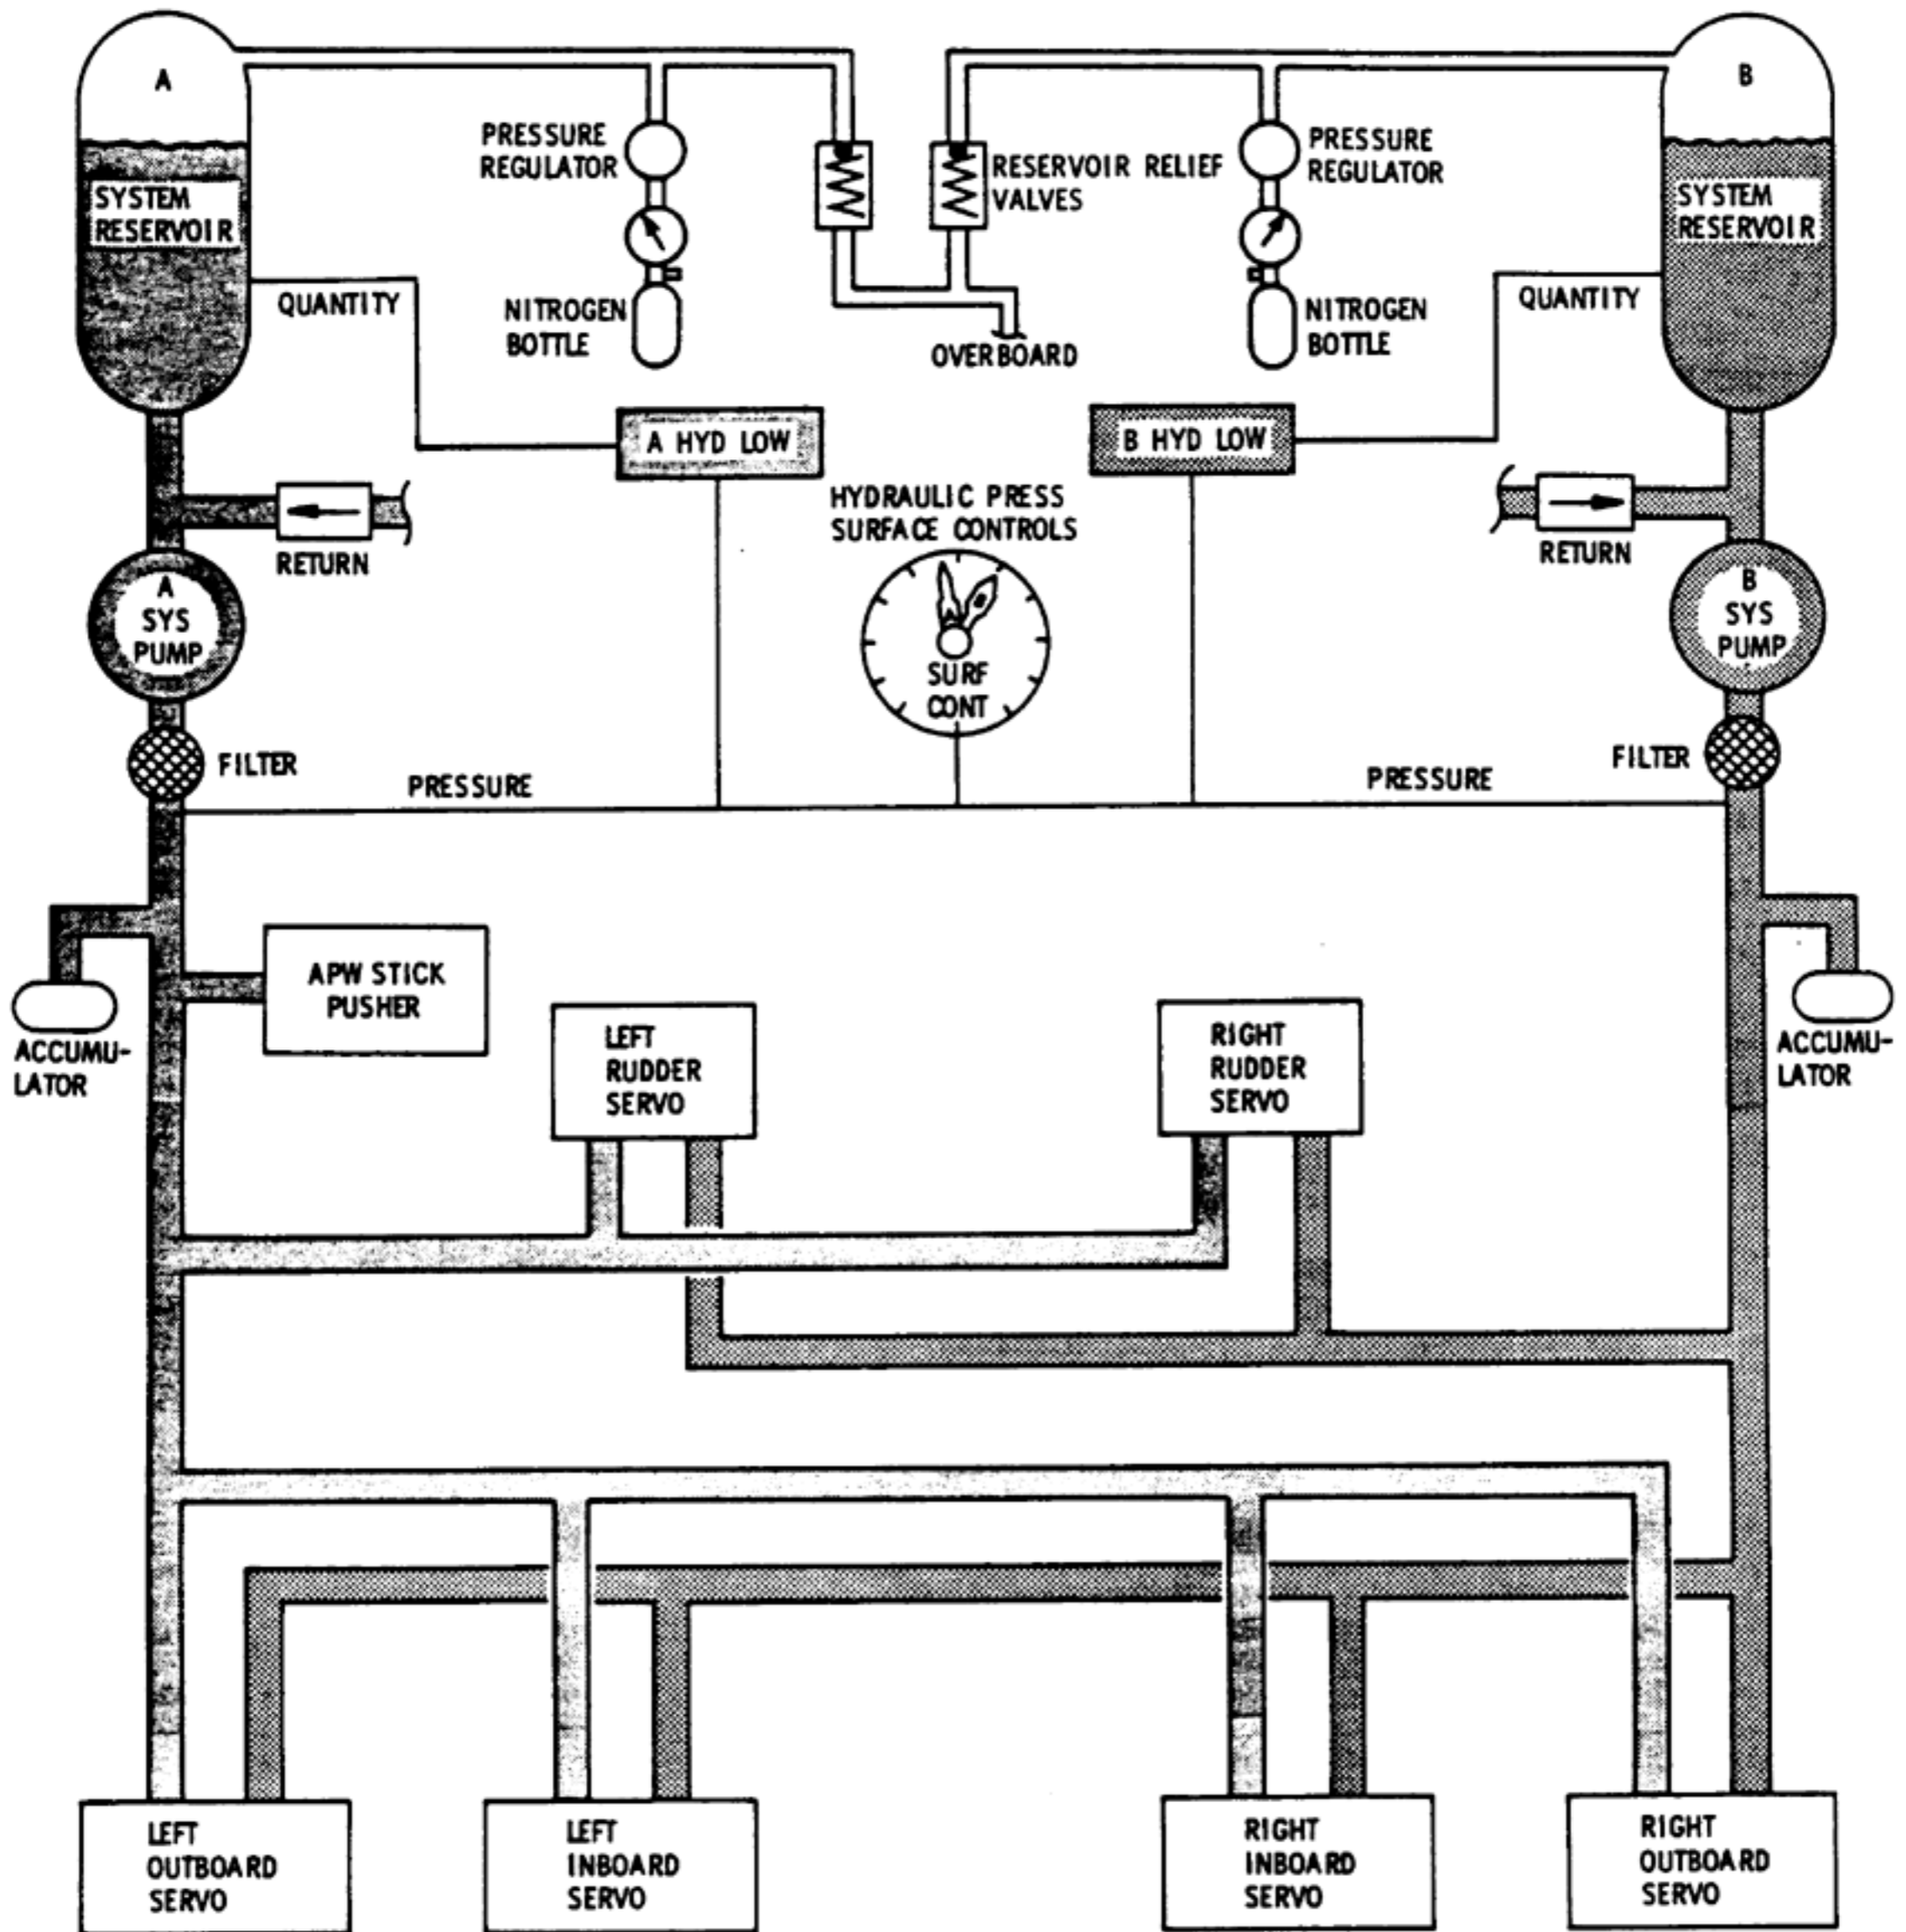 A
B
PRESSURE
REGULATOR
RESERVOIR RELIEF
VALVES
PRESSURE
REGULATOR
SYSTEM
RESERVOIR
SYSTEM
RESERVOIR
QUANTITY
NITROGEN
BOTTLE
OVERBOARD
NITROGEN
BOTTLE
QUANTITY
A HYD LOW
B HYD LOW
HYDRAULIC PRESS
SURFACE CONTROLS
RETURN
RETURN
A
SYS
PUMP
A
B
SURF
CONT
B
SYS
PUMP
FILTER
FILTER
PRESSURE
PRESSURE
APW STICK
PUSHER
ACCUMU-
LATOR
LEFT
RUDDER
SERVO
RIGHT
RUDDER
SERVO
ACCUMU-
LATOR
LEFT
OUTBOARD
SERVO
LEFT
INBOARD
SERVO
RIGHT
INBOARD
SERVO
RIGHT
OUTBOARD
SERVO